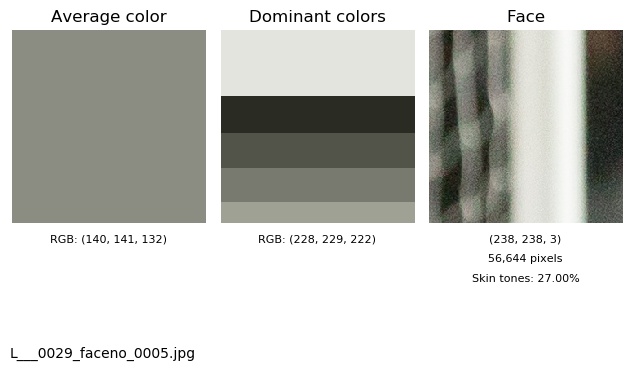 Average color
Dominant colors
Face
RGB: (140, 141, 132)
RGB: (228, 229, 222)
(238, 238, 3)
56,644 pixels
Skin tones: 27.00%
L___0029_faceno_0005.jpg